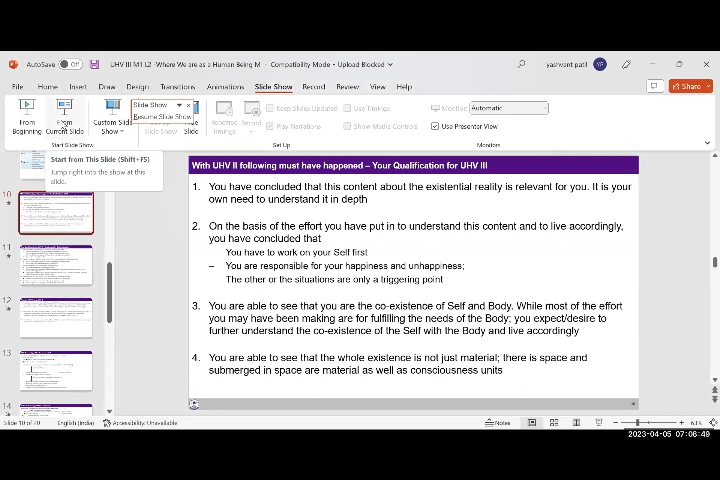 AutoSave Off UHV III M1 L2 -Where We are as a Human Being M - Compatibility Mode • Upload Blocked yashvant patil YP
File Home Insert Draw Design Transitions Animations Slide Show Record Review View Help Share
From Beginning
From Current Slide
Custom Slide Show
Slide Show
Resume Slide Show
Slide
Rehearse Timings
Record
Keep Slides Updated
Use Timings
Play Narrations
Show Media Controls
Monitor: Automatic
Use Presenter View
Start Slide Show
Set Up
Monitors
Start from This Slide (Shift+F5)
Jump right into the show at this
slide.
10
11
12
13
14
With UHV II following must have happened – Your Qualification for UHV III
1. You have concluded that this content about the existential reality is relevant for you. It is your
own need to understand it in depth
2. On the basis of the effort you have put in to understand this content and to live accordingly,
you have concluded that
You have to work on your Self first
– You are responsible for your happiness and unhappiness;
The other or the situations are only a triggering point
3. You are able to see that you are the co-existence of Self and Body. While most of the effort
you may have been making are for fulfilling the needs of the Body; you expect/desire to
further understand the co-existence of the Self with the Body and live accordingly
4. You are able to see that the whole existence is not just material; there is space and
submerged in space are material as well as consciousness units
Slide 10 of 20 English (India) Accessibility: Unavailable Notes 63%
2023-04-05 07:06:49